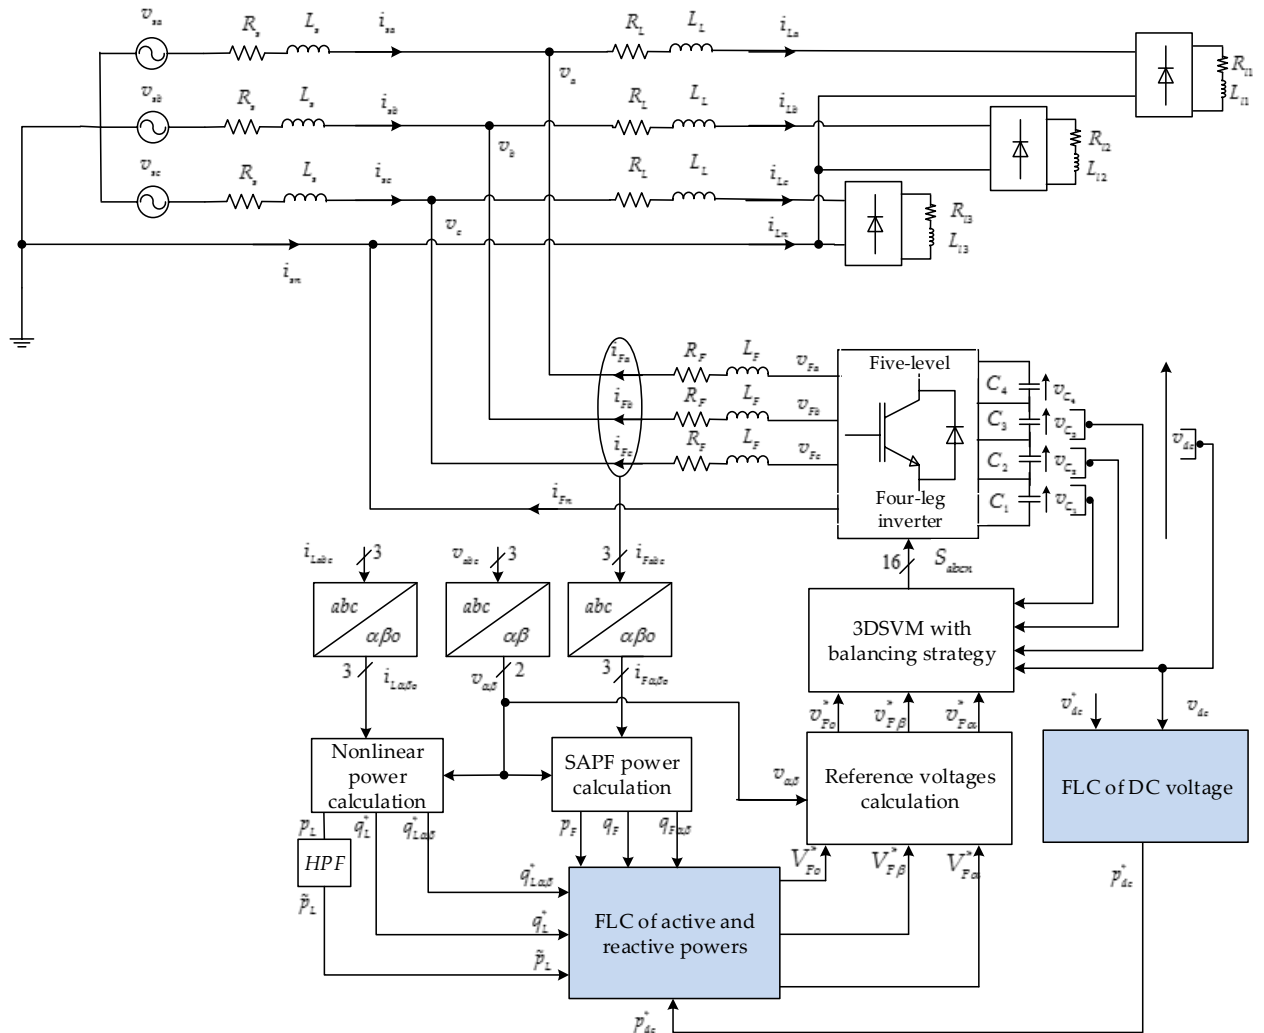 v_sa
R_s
L_s
i_sa
R_L
L_L
i_La
v_a
R_l1
L_l1
v_sb
R_s
L_s
i_sb
R_L
L_L
i_Lb
v_b
R_l2
L_l2
v_sc
R_s
L_s
i_sc
R_L
L_L
i_Lc
v_c
i_Ln
R_l3
L_l3
i_sn
i_Fa
R_F
L_F
v_Fa
i_Fb
R_F
L_F
v_Fb
i_Fc
R_F
L_F
v_Fc
i_Fn
Five-level
Four-leg
inverter
C_4
C_3
C_2
C_1
v_C4
v_C3
v_C2
v_C1
v_dc
i_Labc
3
v_abc
3
3
i_Fabc
16
S_abcn
abc
αβo
abc
αβ
abc
αβo
3DSVM with
balancing strategy
3
i_Lαβo
v_αβ
2
3
i_Fαβo
v*_Fo
v*_Fβ
v*_Fα
v*_dc
v_dc
Nonlinear
power
calculation
SAPF power
calculation
v_αβ
Reference voltages
calculation
FLC of DC voltage
p_L
q*_L
q*_Lαβ
p_F
q_F
q_Fαβ
HPF
p̃_L
V*_Fo
V*_Fβ
V*_Fα
p*_dc
q*_Lαβ
q*_L
p̃_L
FLC of active and
reactive powers
p*_dc